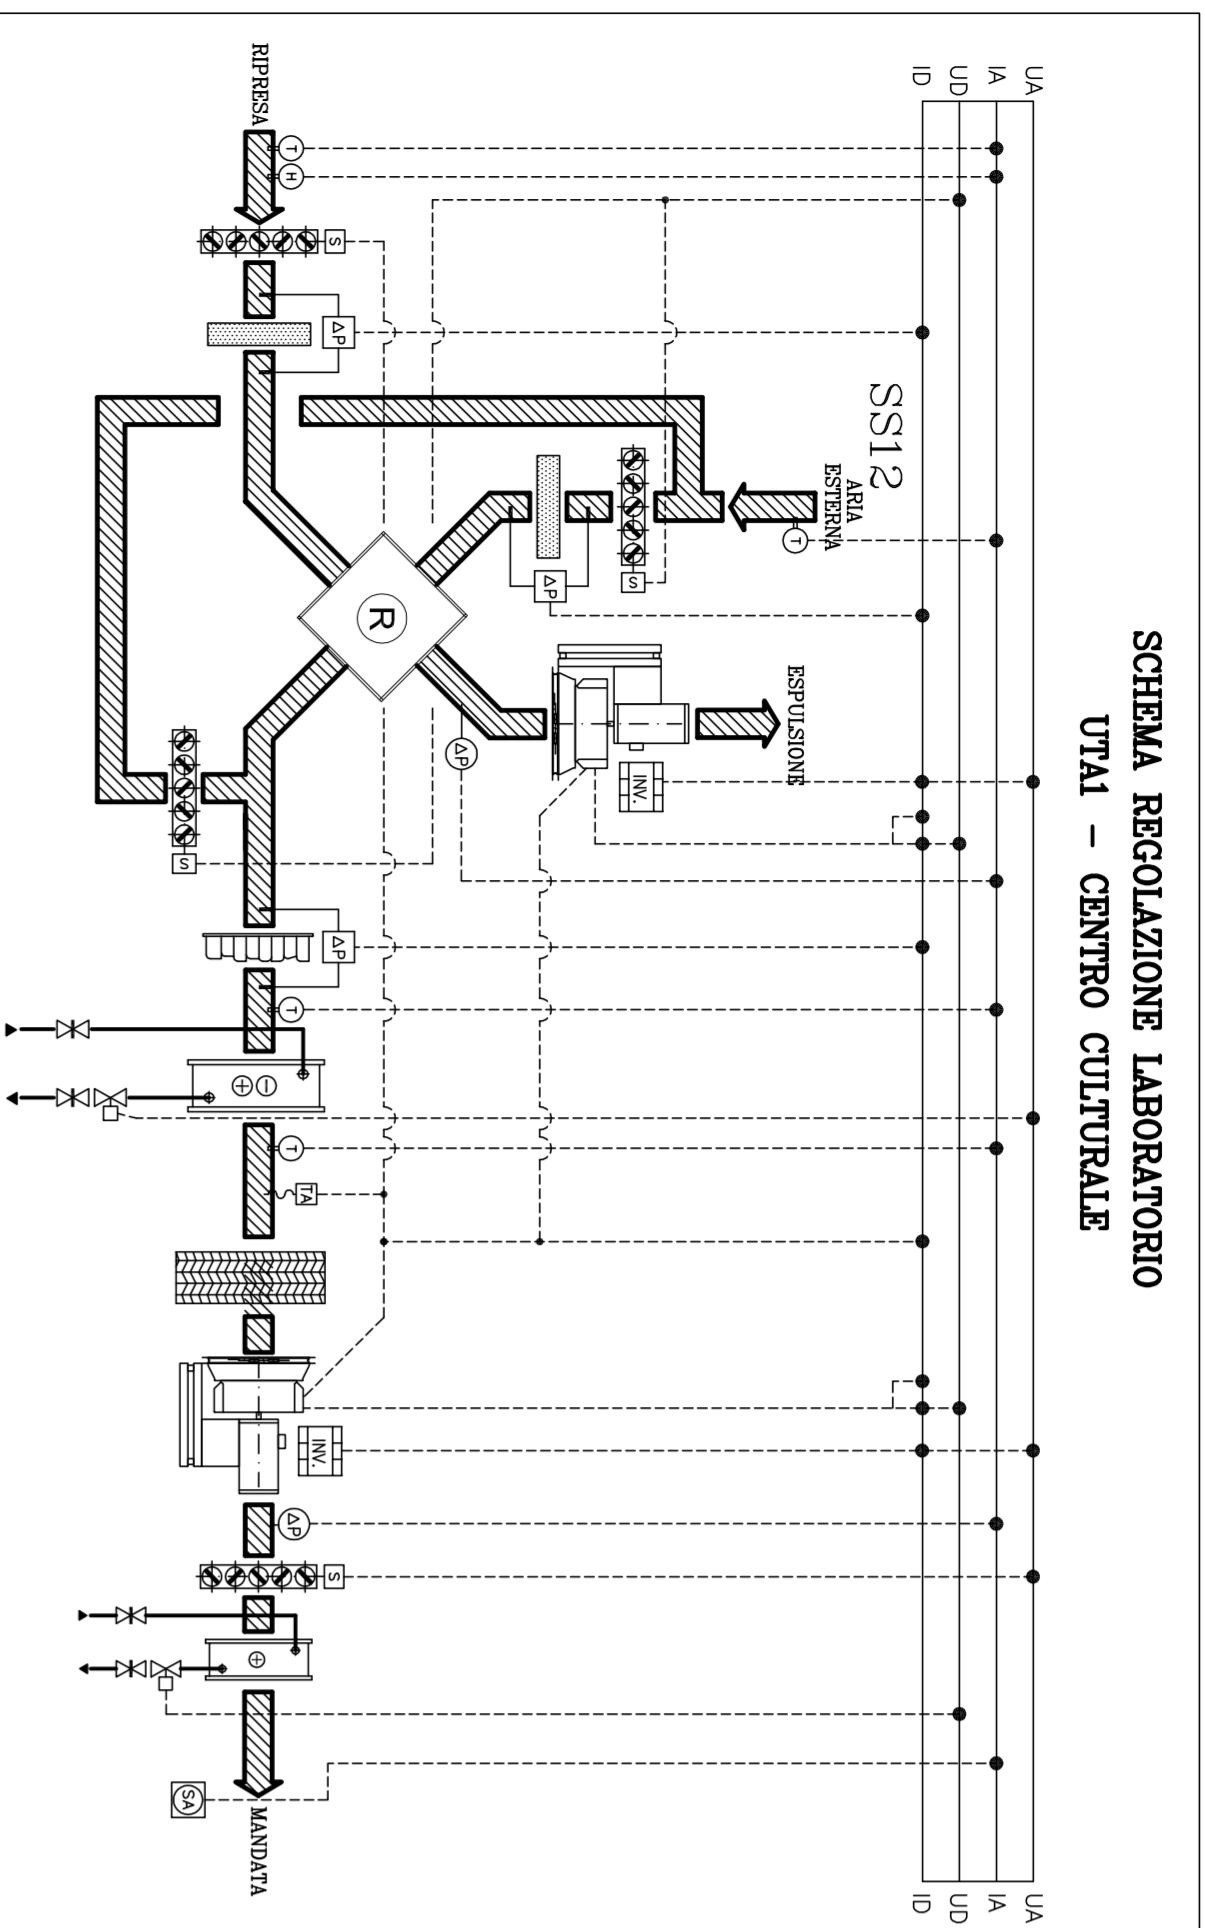 SCHEMA REGOLAZIONE LABORATORIO
UTA1 - CENTRO CULTURALE
UA
IA
UD
ID
UA
IA
UD
ID
SS12
ARIA
ESTERNA
T
S
ΔP
ESPULSIONE
INV.
ΔP
R
RIPRESA
T
H
S
ΔP
S
ΔP
T
T
TA
INV.
ΔP
S
SA
MANDATA